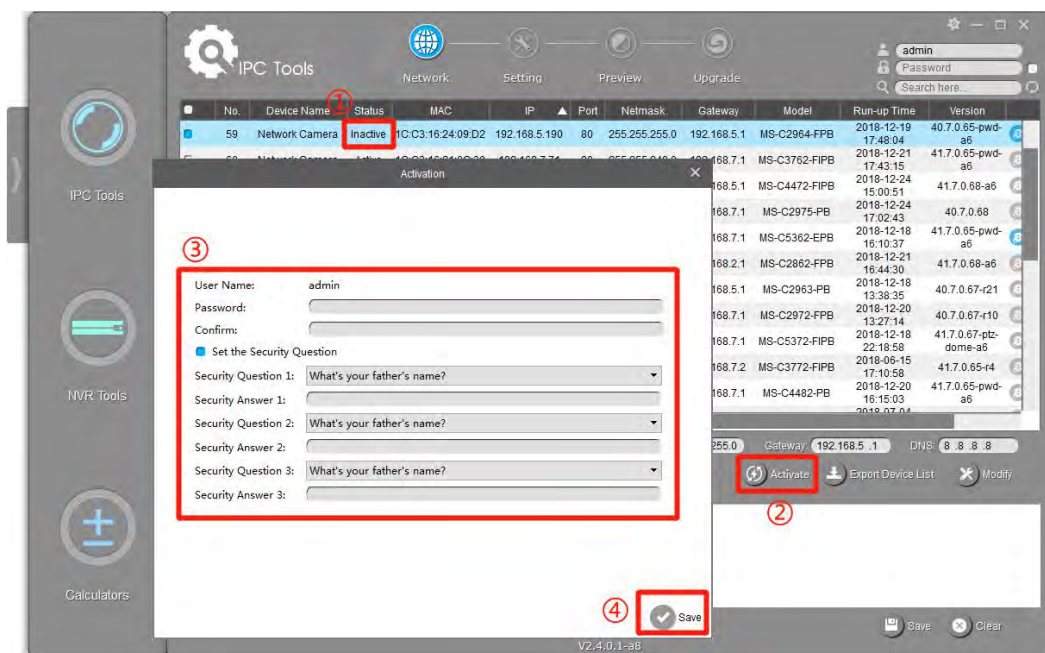 IPC Tools
Network
Setting
Preview
Upgrade
admin
Password
Search here...
①
No. Device Name Status MAC IP Port Netmask Gateway Model Run-up Time Version
59 Network Camera Inactive 1C:C3:16:24:09:D2 192.168.5.190 80 255.255.255.0 192.168.5.1 MS-C2964-FPB 2018-12-19 17:48:04 40.7.0.65-pwd-a6
168.7.1 MS-C3762-FIPB 2018-12-21 17:43:15 41.7.0.65-pwd-a6
168.5.1 MS-C4472-FIPB 2018-12-24 15:00:51 41.7.0.68-a6
168.7.1 MS-C2975-PB 2018-12-24 17:02:43 40.7.0.68
168.7.1 MS-C5362-EPB 2018-12-18 16:10:37 41.7.0.65-pwd-a6
168.2.1 MS-C2862-FPB 2018-12-21 16:44:30 41.7.0.68-a6
168.5.1 MS-C2963-PB 2018-12-18 13:38:35 40.7.0.67-r21
168.7.1 MS-C2972-FPB 2018-12-20 13:27:14 40.7.0.67-r10
168.7.1 MS-C5372-FIPB 2018-12-18 22:18:58 41.7.0.67-ptz-dome-a6
168.7.2 MS-C3772-FIPB 2018-06-15 17:10:58 41.7.0.65-r4
168.7.1 MS-C4482-PB 2018-12-20 16:15:03 41.7.0.65-pwd-a6
2018-07-04
255.0 Gateway: 192.168.5 .1 DNS: 8 .8 .8 .8
Activate
Export Device List
Modify
②
Save
Clear
IPC Tools
NVR Tools
Calculators
Activation
③
User Name: admin
Password:
Confirm:
Set the Security Question
Security Question 1: What's your father's name?
Security Answer 1:
Security Question 2: What's your father's name?
Security Answer 2:
Security Question 3: What's your father's name?
Security Answer 3:
④
Save
V2.4.0.1-a8